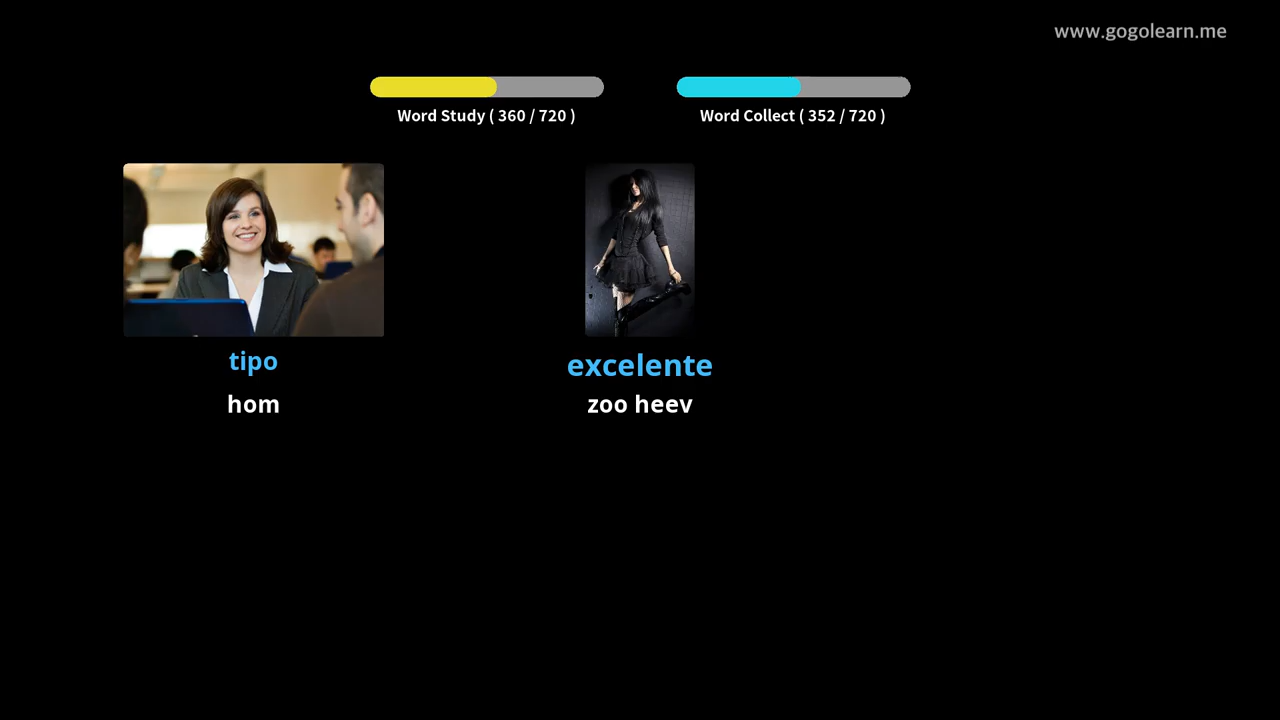 www.gogolearn.me
Word Study ( 360 / 720 )
Word Collect ( 352 / 720 )
tipo
excelente
hom
zoo heev